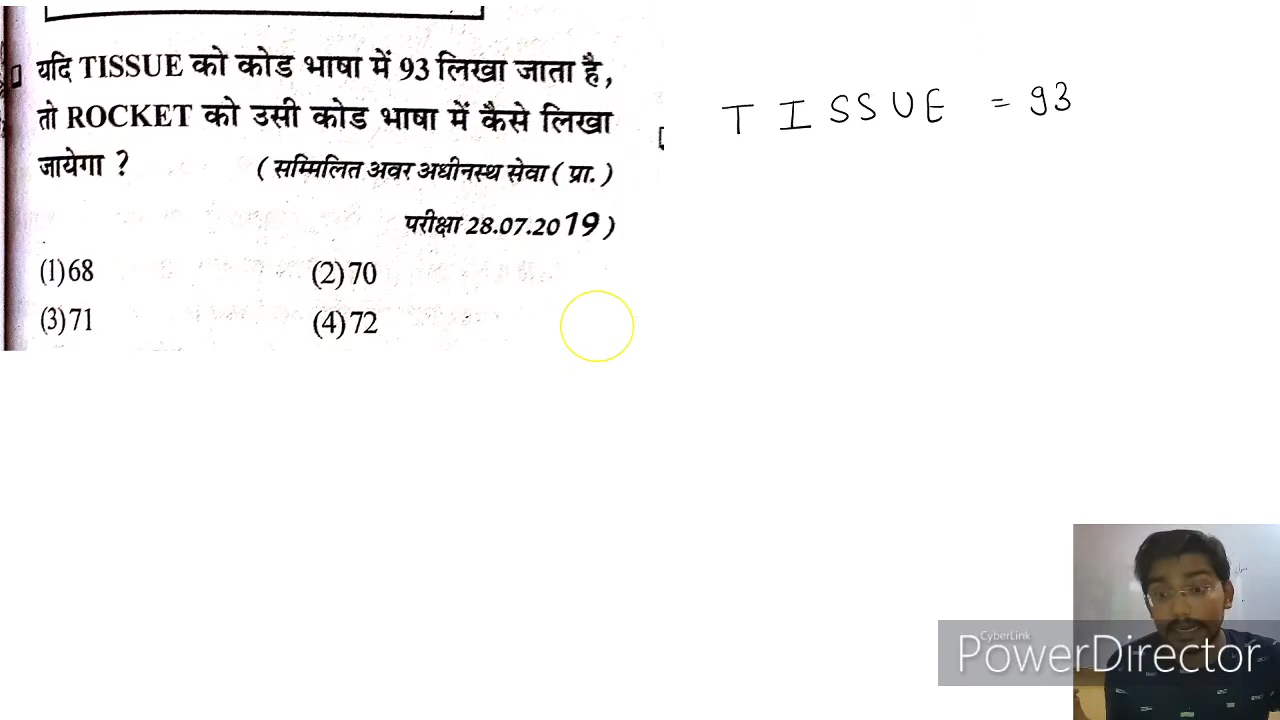 यदि TISSUE को कोड भाषा में 93 लिखा जाता है,
तो ROCKET को उसी कोड भाषा में कैसे लिखा
जायेगा ?
( सम्मिलित अवर अधीनस्थ सेवा ( प्रा. )
परीक्षा 28.07.2019 )
(1) 68
(2) 70
(3) 71
(4) 72
T I S S U E = 93
CyberLink
PowerDirector